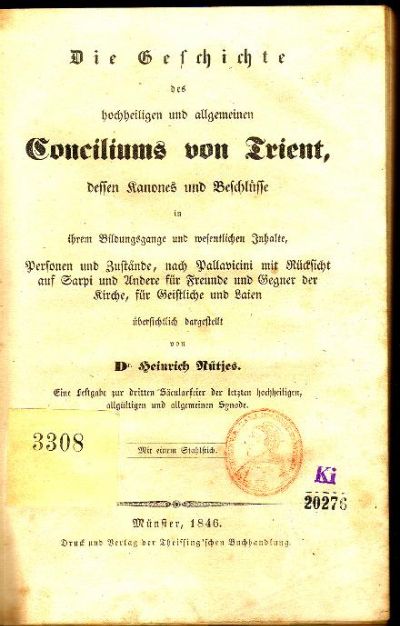 Die Geschichte
des
hochheiligen und allgemeinen
Conciliums von Trient,
dessen Kanones und Beschlüsse
in
ihrem Bildungsgange und wesentlichen Inhalte,
Personen und Zustände, nach Pallavicini mit Rücksicht
auf Sarpi und Andere für Freunde und Gegner der
Kirche, für Geistliche und Laien
übersichtlich dargestellt
von
Dr. Heinrich Rütjes.
Eine Festgabe zur dritten Säcularfeier der letzten hochheiligen,
allgültigen und allgemeinen Synode.
3308
Mit einem Stahlstich.
Ki
20276
Münster, 1846.
Druck und Verlag der Theissing'schen Buchhandlung.